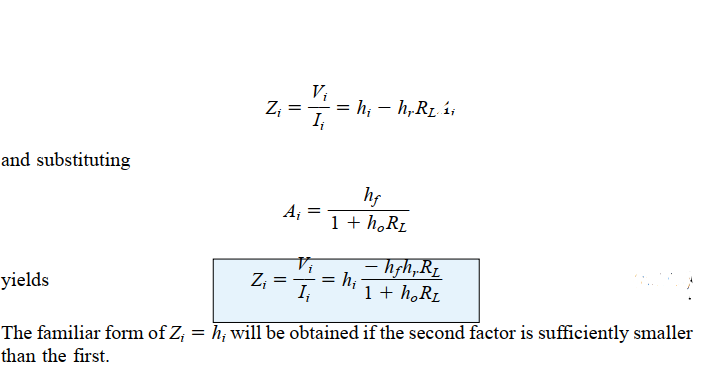 Z_i = V_i / I_i = h_i − h_r R_L
and substituting
A_i = h_f / (1 + h_o R_L)
yields Z_i = V_i / I_i = h_i − h_f h_r R_L / (1 + h_o R_L)
The familiar form of Z_i = h_i will be obtained if the second factor is sufficiently smaller
than the first.